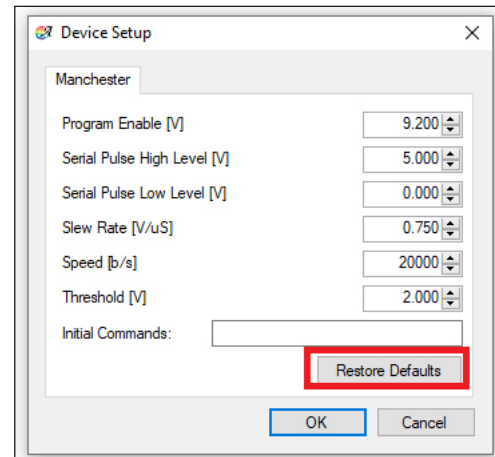 Device Setup
Manchester
Program Enable [V] 9.200
Serial Pulse High Level [V] 5.000
Serial Pulse Low Level [V] 0.000
Slew Rate [V/uS] 0.750
Speed [b/s] 20000
Threshold [V] 2.000
Initial Commands:
Restore Defaults
OK Cancel